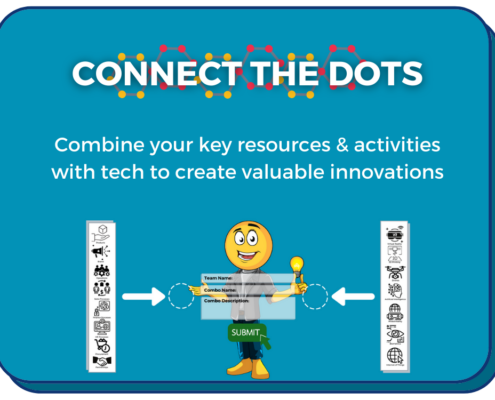 CONNECT THE DOTS
Combine your key resources & activities
with tech to create valuable innovations
Team Name:
Combo Name:
Combo Description:
SUBMIT